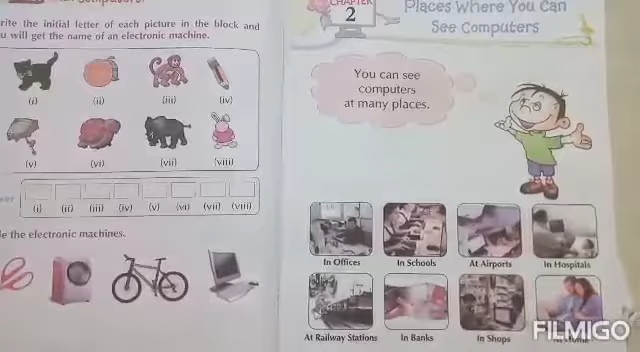 rite the initial letter of each picture in the block and
u will get the name of an electronic machine.
(i) (ii) (iii) (iv)
(v) (vi) (vii) (viii)
(i) (ii) (iii) (iv) (v) (vi) (vii) (viii)
le the electronic machines.
CHAPTER
2
Places Where You Can
See Computers
You can see
computers
at many places.
In Offices In Schools At Airports In Hospitals
At Railway Stations In Banks In Shops
FILMIGO